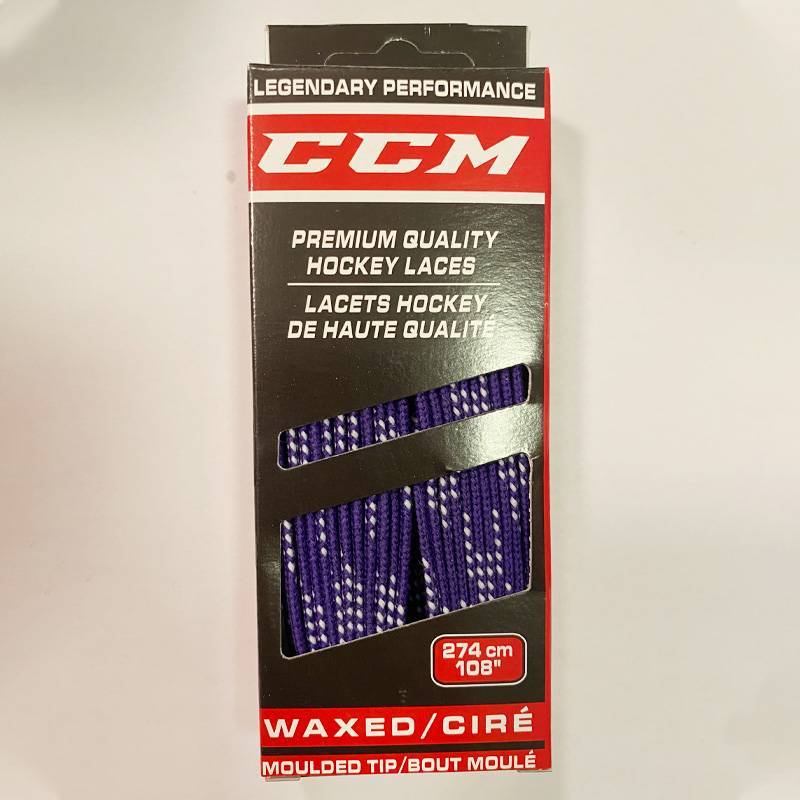 LEGENDARY PERFORMANCE
CCM
PREMIUM QUALITY
HOCKEY LACES
LACETS HOCKEY
DE HAUTE QUALITÉ
274 cm
108"
WAXED/CIRÉ
MOULDED TIP/BOUT MOULÉ